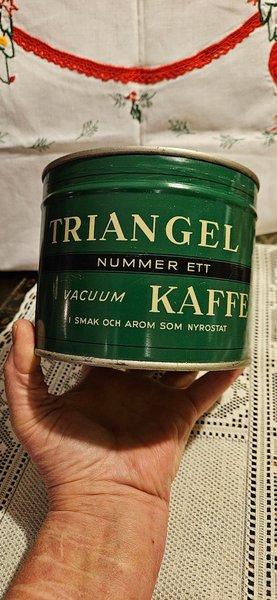 TRIANGEL
NUMMER ETT
VACUUM KAFFE
I SMAK OCH AROM SOM NYROSTAT